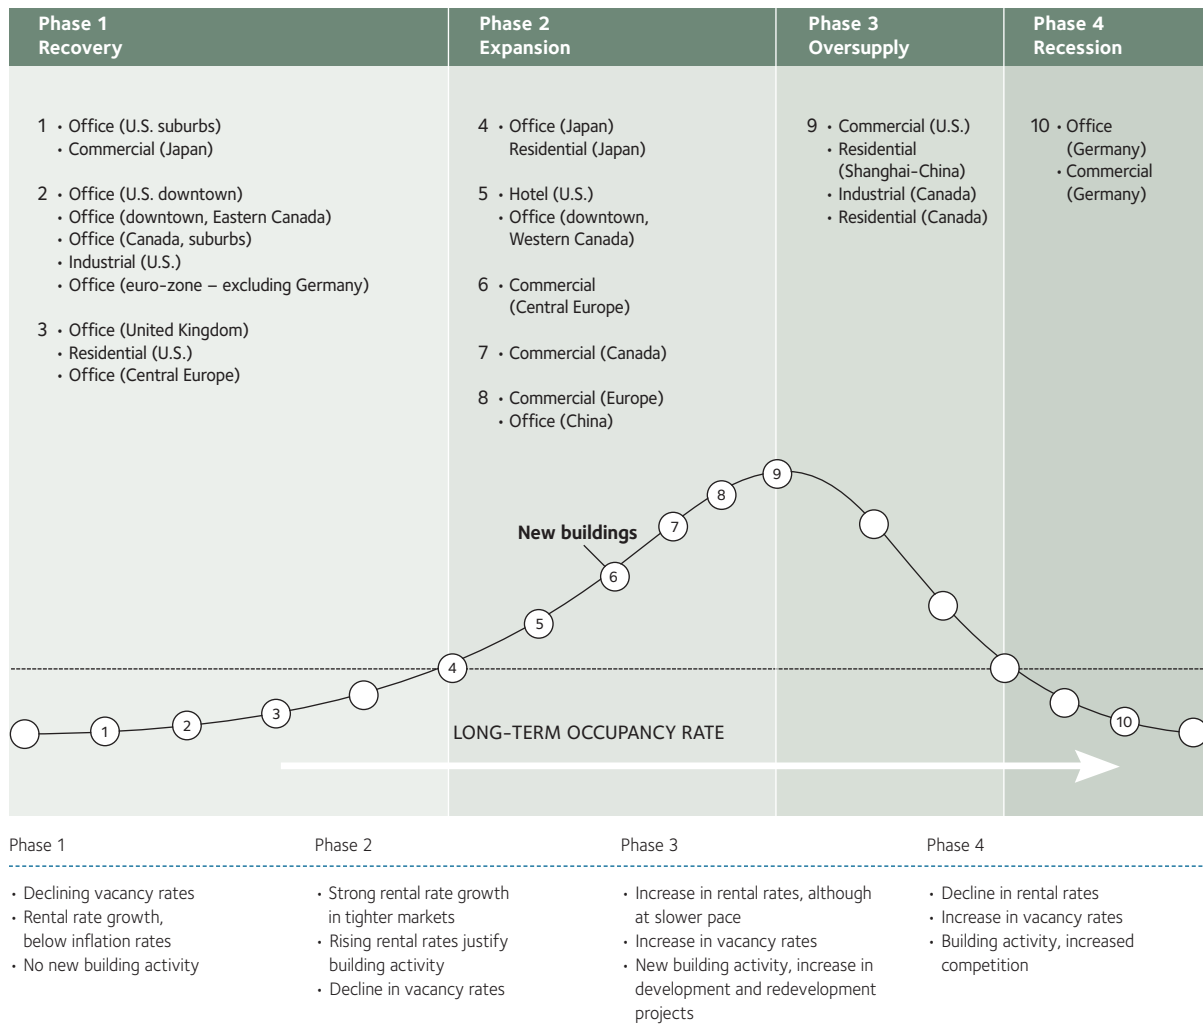 Phase 1
Recovery
Phase 2
Expansion
Phase 3
Oversupply
Phase 4
Recession
1 • Office (U.S. suburbs)
• Commercial (Japan)
2 • Office (U.S. downtown)
• Office (downtown, Eastern Canada)
• Office (Canada, suburbs)
• Industrial (U.S.)
• Office (euro-zone – excluding Germany)
3 • Office (United Kingdom)
• Residential (U.S.)
• Office (Central Europe)
4 • Office (Japan)
Residential (Japan)
5 • Hotel (U.S.)
• Office (downtown,
Western Canada)
6 • Commercial
(Central Europe)
7 • Commercial (Canada)
8 • Commercial (Europe)
• Office (China)
9 • Commercial (U.S.)
• Residential
(Shanghai-China)
• Industrial (Canada)
• Residential (Canada)
10 • Office
(Germany)
• Commercial
(Germany)
New buildings
1
2
3
4
5
6
7
8
9
10
LONG-TERM OCCUPANCY RATE
Phase 1
• Declining vacancy rates
• Rental rate growth,
below inflation rates
• No new building activity
Phase 2
• Strong rental rate growth
in tighter markets
• Rising rental rates justify
building activity
• Decline in vacancy rates
Phase 3
• Increase in rental rates, although
at slower pace
• Increase in vacancy rates
• New building activity, increase in
development and redevelopment
projects
Phase 4
• Decline in rental rates
• Increase in vacancy rates
• Building activity, increased
competition